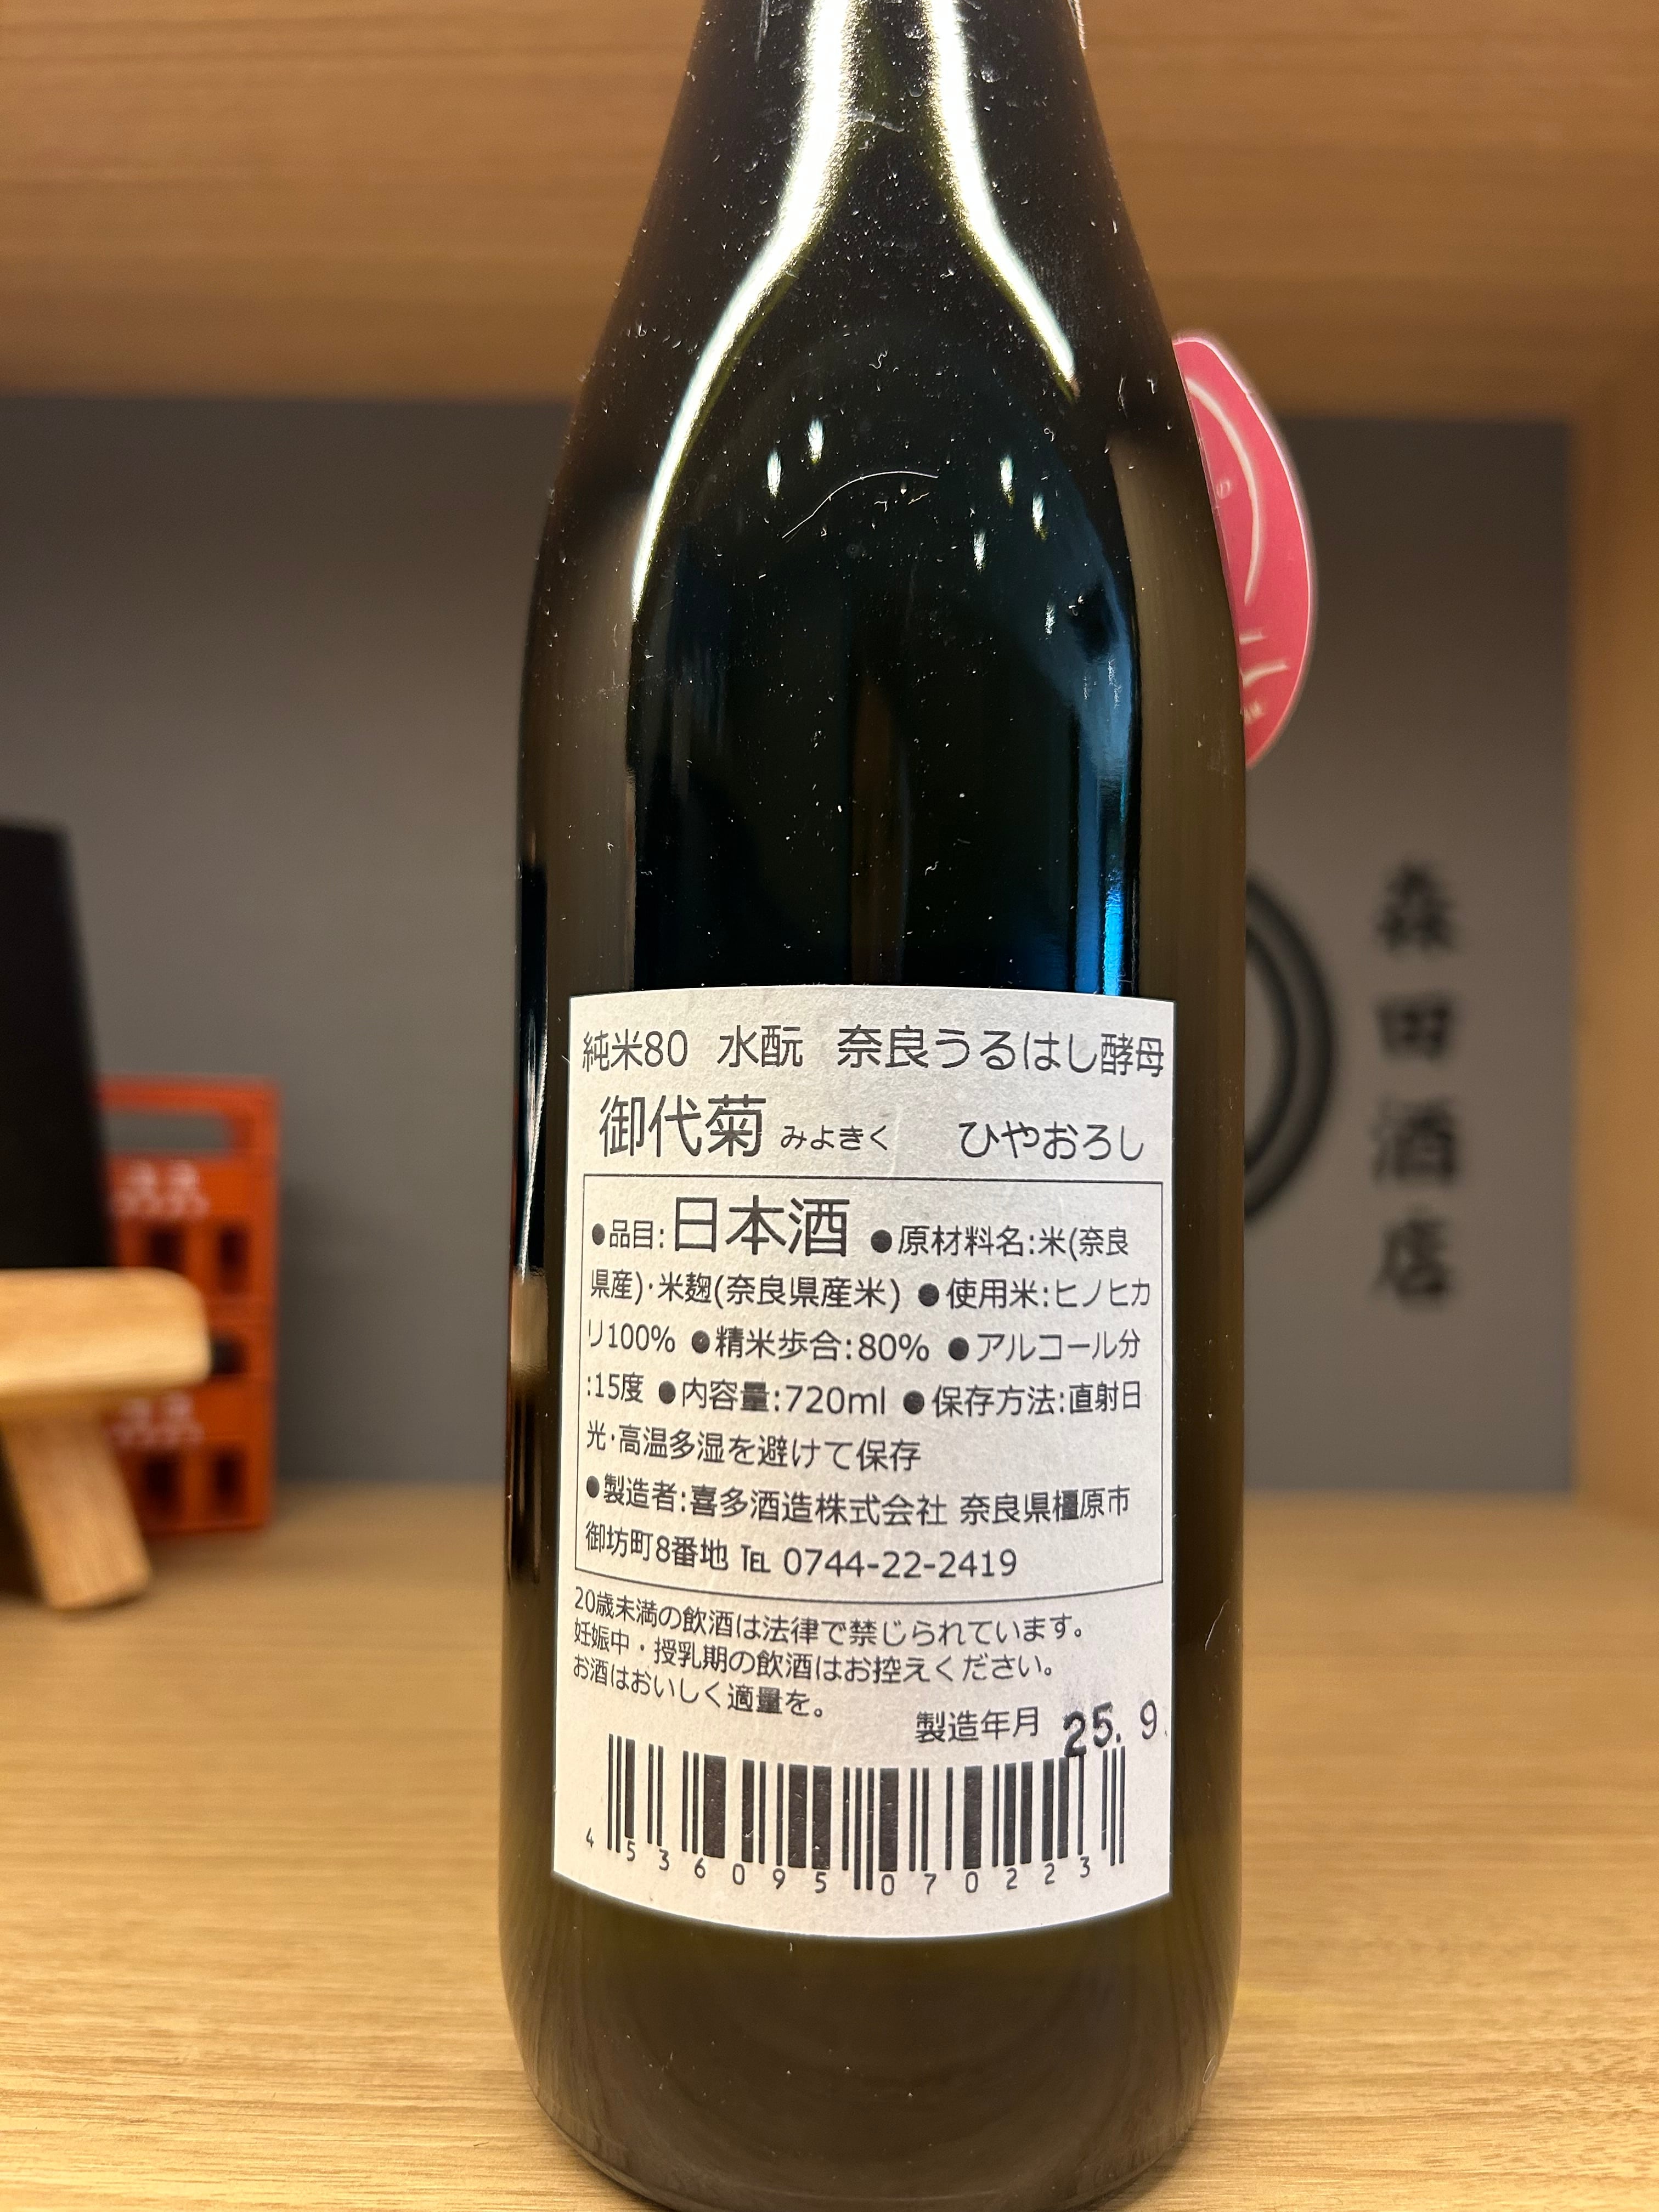 純米80 水酛 奈良うるはし酵母
御代菊 みよきく ひやおろし
●品目:日本酒 ●原材料名:米(奈良
県産)・米麹(奈良県産米) ●使用米:ヒノヒカ
リ100% ●精米歩合:80% ●アルコール分
:15度 ●内容量:720ml ●保存方法:直射日
光・高温多湿を避けて保存
●製造者:喜多酒造株式会社 奈良県橿原市
御坊町8番地 ℡ 0744-22-2419
20歳未満の飲酒は法律で禁じられています。
妊娠中・授乳期の飲酒はお控えください。
お酒はおいしく適量を。
製造年月 25. 9.
4536095070223
森田酒店